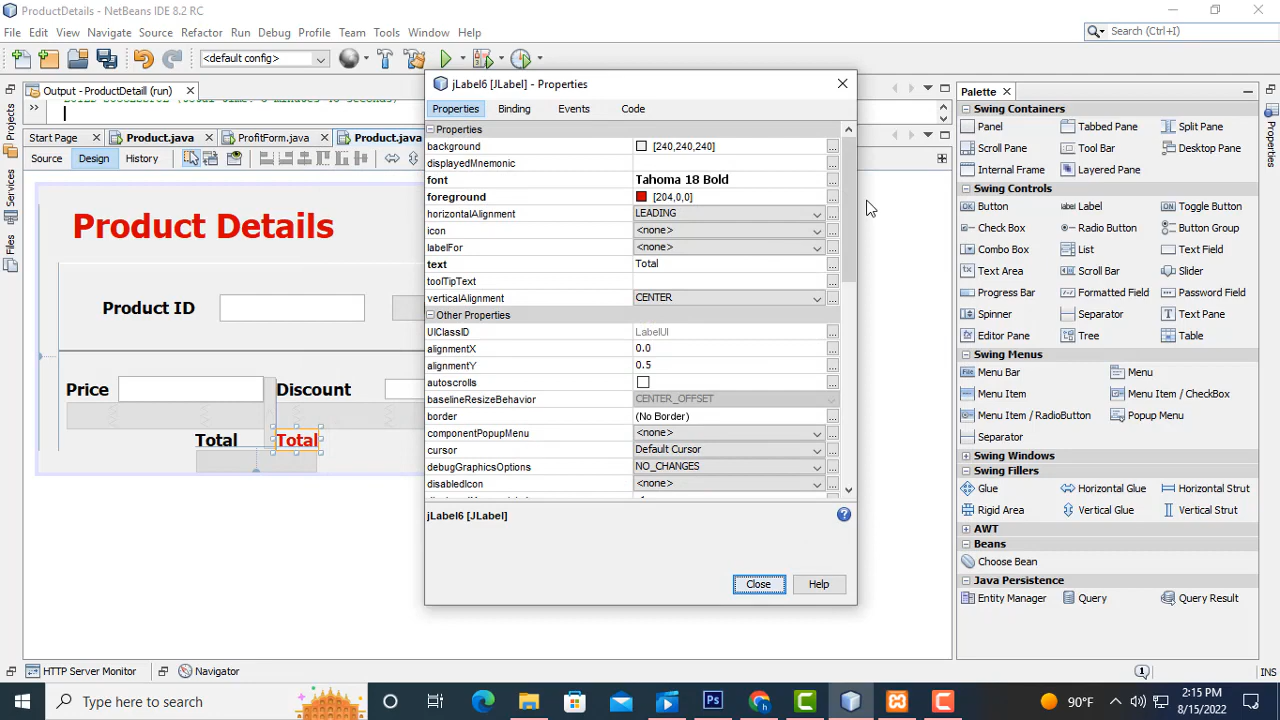 ProductDetails - NetBeans IDE 8.2 RC
File Edit View Navigate Source Refactor Run Debug Profile Team Tools Window Help
Search (Ctrl+I)
<default config>
Output - ProductDetaill (run)
Start Page
Product.java
ProfitForm.java
Product.java
Source
Design
History
Projects
Services
Files
Product Details
Product ID
Price
Discount
Total
Total
jLabel6 [JLabel] - Properties
Properties Binding Events Code
Properties
background [240,240,240] ...
displayedMnemonic ...
font Tahoma 18 Bold ...
foreground [204,0,0] ...
horizontalAlignment LEADING ...
icon <none> ...
labelFor <none> ...
text Total ...
toolTipText ...
verticalAlignment CENTER ...
Other Properties
UIClassID LabelUI ...
alignmentX 0.0 ...
alignmentY 0.5 ...
autoscrolls ...
baselineResizeBehavior CENTER_OFFSET ...
border (No Border) ...
componentPopupMenu <none> ...
cursor Default Cursor ...
debugGraphicsOptions NO_CHANGES ...
disabledIcon <none> ...
jLabel6 [JLabel]
Close
Help
Palette
Swing Containers
Panel Tabbed Pane Split Pane
Scroll Pane Tool Bar Desktop Pane
Internal Frame Layered Pane
Swing Controls
Button Label Toggle Button
Check Box Radio Button Button Group
Combo Box List Text Field
Text Area Scroll Bar Slider
Progress Bar Formatted Field Password Field
Spinner Separator Text Pane
Editor Pane Tree Table
Swing Menus
Menu Bar Menu
Menu Item Menu Item / CheckBox
Menu Item / RadioButton Popup Menu
Separator
Swing Windows
Swing Fillers
Glue Horizontal Glue Horizontal Strut
Rigid Area Vertical Glue Vertical Strut
AWT
Beans
Choose Bean
Java Persistence
Entity Manager Query Query Result
Properties
HTTP Server Monitor
Navigator
1
INS
Type here to search
Ps
90°F
2:15 PM
8/15/2022